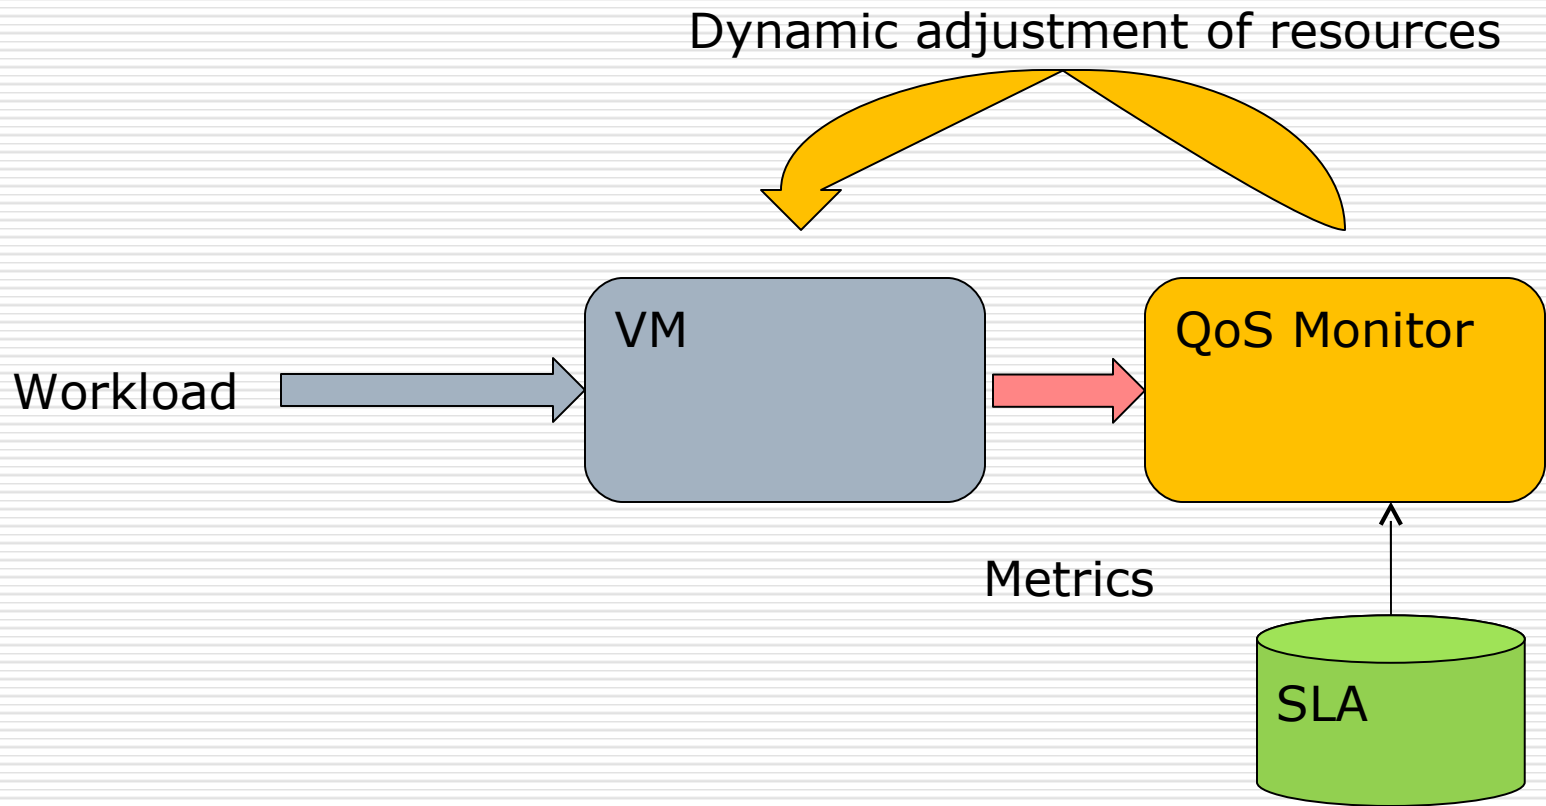 Dynamic adjustment of resources
VM
QoS Monitor
Workload
Metrics
SLA